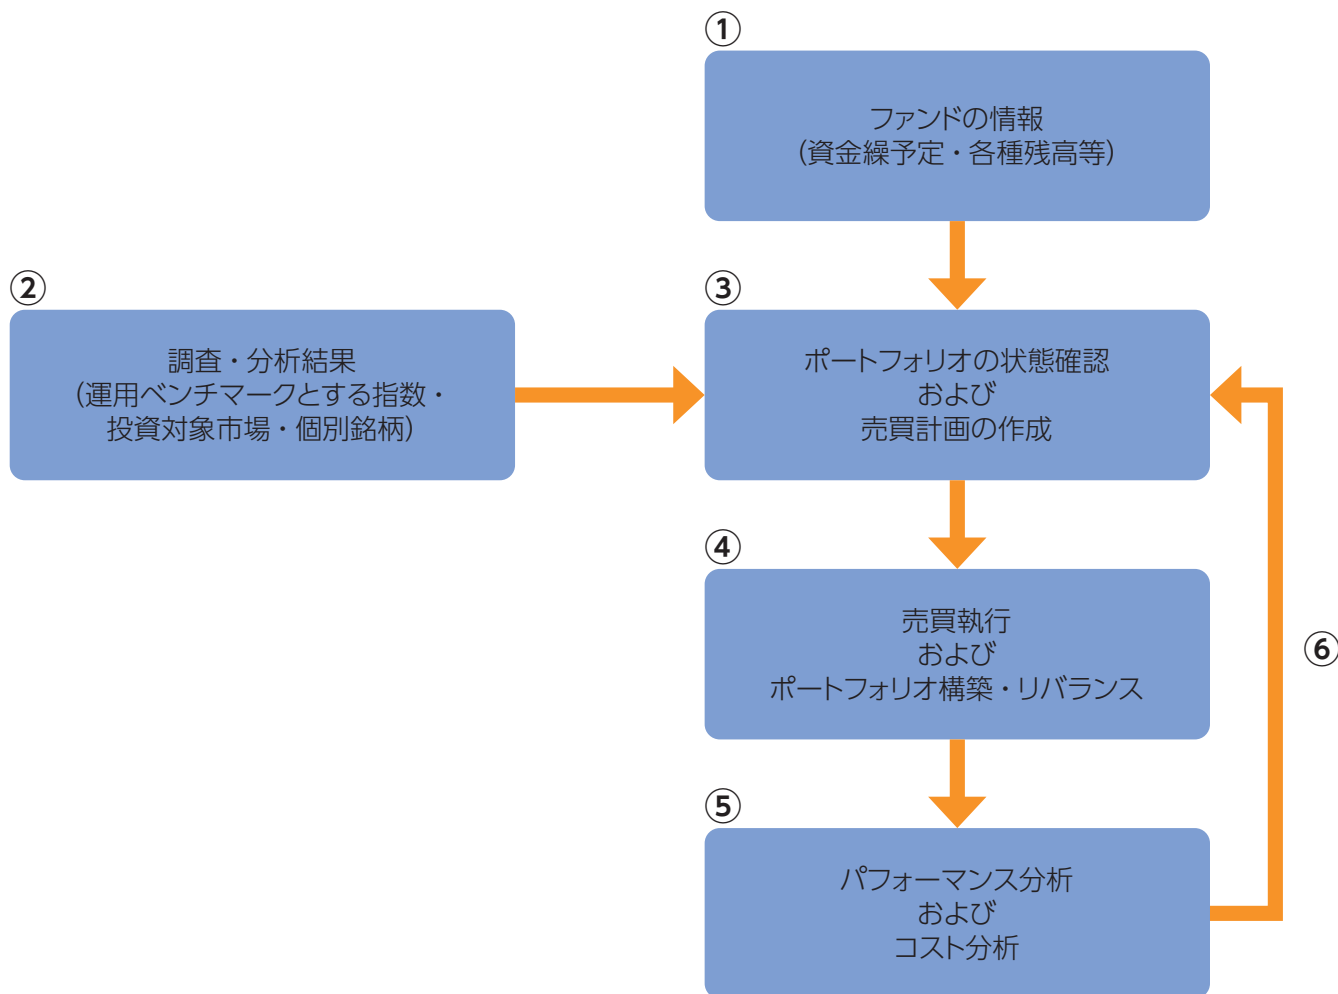 ①
ファンドの情報
(資金繰予定・各種残高等)
②
調査・分析結果
(運用ベンチマークとする指数・
投資対象市場・個別銘柄)
③
ポートフォリオの状態確認
および
売買計画の作成
④
売買執行
および
ポートフォリオ構築・リバランス
⑤
パフォーマンス分析
および
コスト分析
⑥